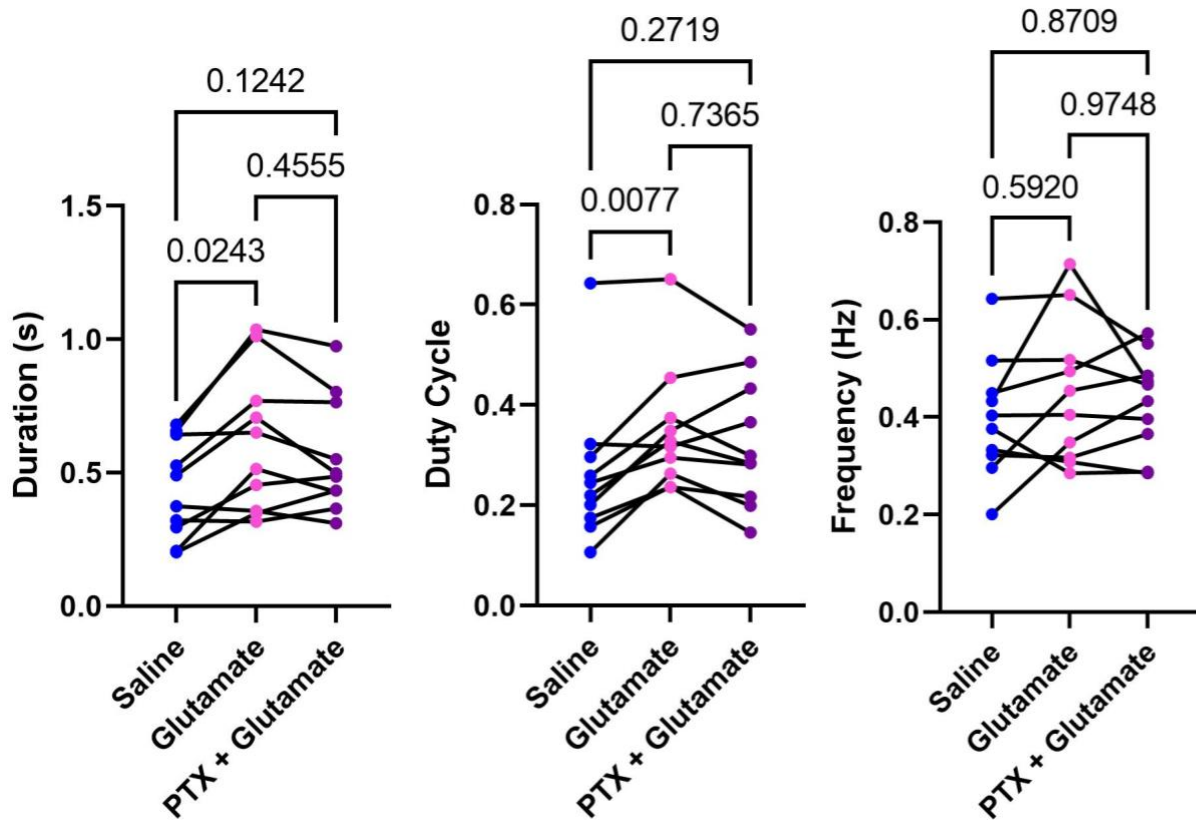 0.1242
0.4555
0.0243
1.5
1.0
0.5
0.0
Duration (s)
Saline
Glutamate
PTX + Glutamate
0.2719
0.7365
0.0077
0.8
0.6
0.4
0.2
0.0
Duty Cycle
Saline
Glutamate
PTX + Glutamate
0.8709
0.9748
0.5920
0.8
0.6
0.4
0.2
0.0
Frequency (Hz)
Saline
Glutamate
PTX + Glutamate